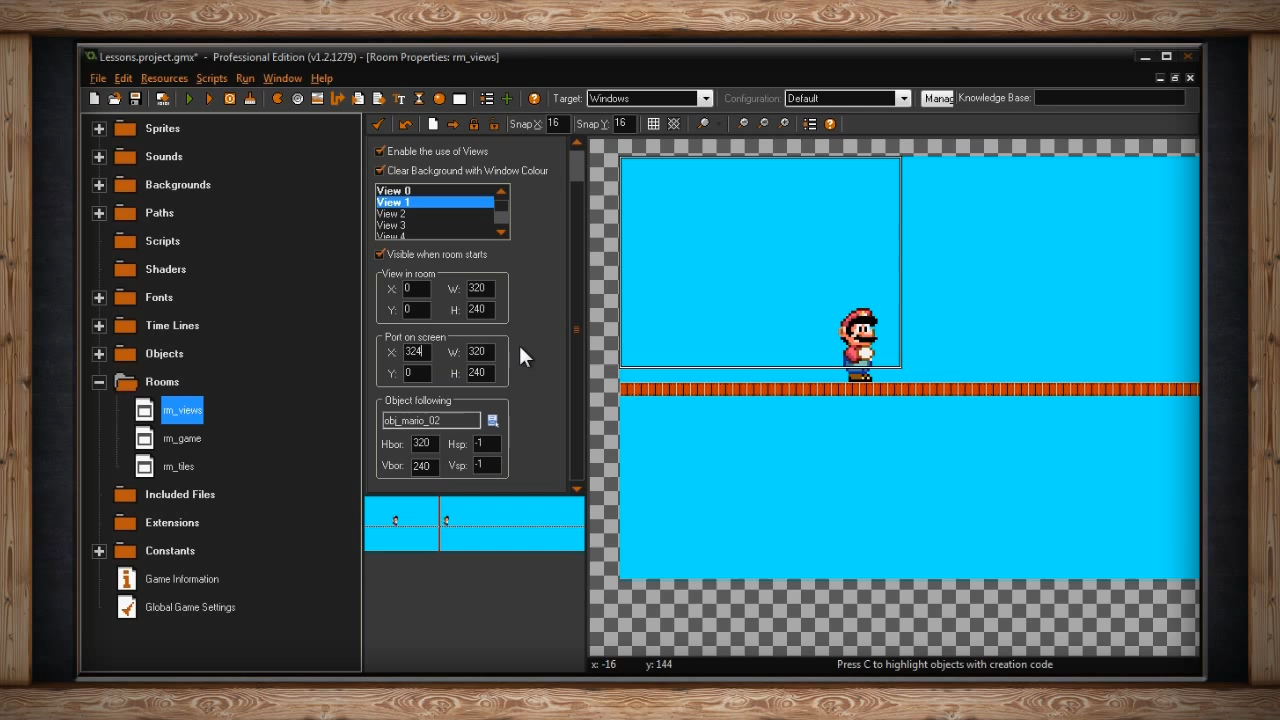 Lessons.project.gmx* - Professional Edition (v1.2.1279) - [Room Properties: rm_views]
File Edit Resources Scripts Run Window Help
Target: Windows Configuration: Default Manag Knowledge Base:
Snap X: 16 Snap Y: 16
Sprites
Sounds
Backgrounds
Paths
Scripts
Shaders
Fonts
Time Lines
Objects
Rooms
rm_views
rm_game
rm_tiles
Included Files
Extensions
Constants
Game Information
Global Game Settings
Enable the use of Views
Clear Background with Window Colour
View 0
View 1
View 2
View 3
View 4
Visible when room starts
View in room
X: 0 W: 320
Y: 0 H: 240
Port on screen
X: 324 W: 320
Y: 0 H: 240
Object following
obj_mario_02
Hbor: 320 Hsp: -1
Vbor: 240 Vsp: -1
x: -16 y: 144 Press C to highlight objects with creation code